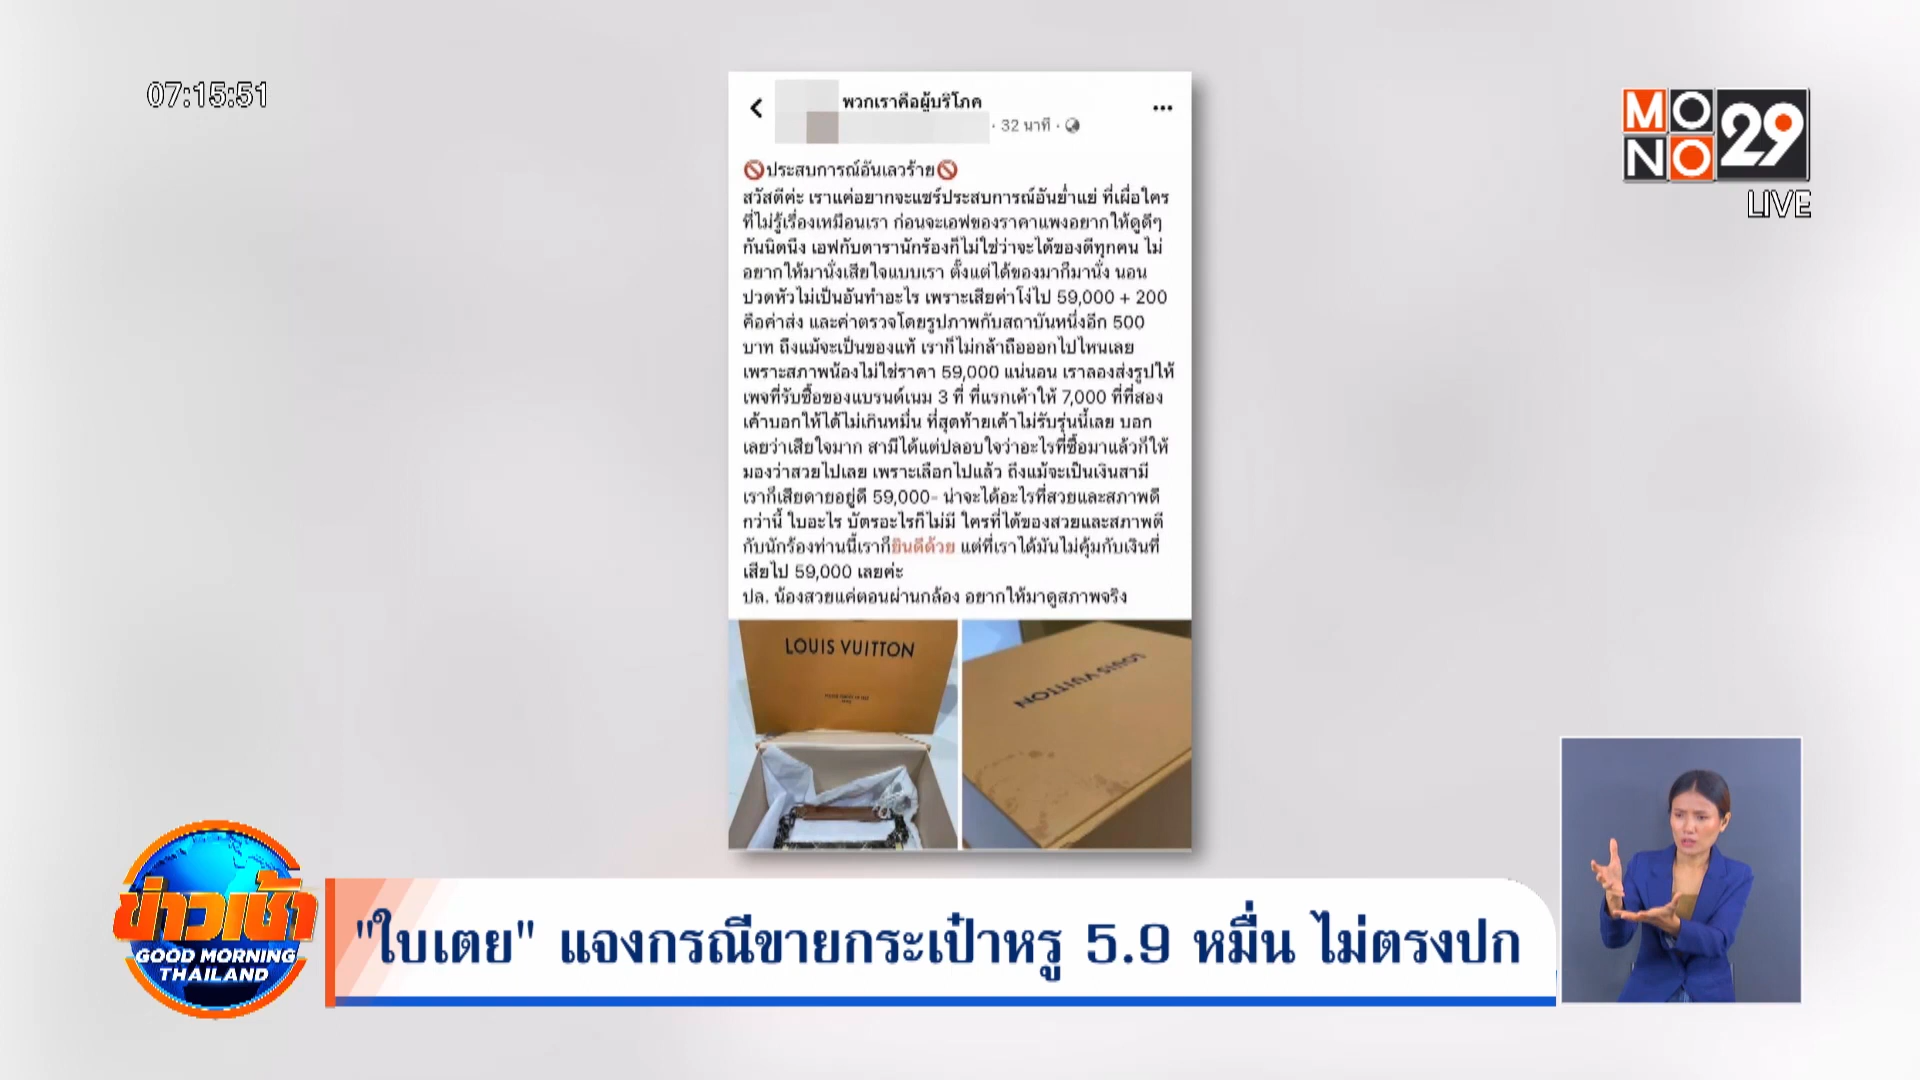 07:15:51
MONO29
LIVE
พวกเราคือผู้บริโภค
· 32 นาที ·
🚫ประสบการณ์อันเลวร้าย🚫
สวัสดีค่ะ เราแค่อยากจะแชร์ประสบการณ์อันย่ำแย่ ที่เผื่อใคร
ที่ไม่รู้เรื่องเหมือนเรา ก่อนจะเอฟของราคาแพงอยากให้ดูดีๆ
กันนิดนึง เอฟกับดารานักร้องก็ไม่ใช่ว่าจะได้ของดีทุกคน ไม่
อยากให้มานั่งเสียใจแบบเรา ตั้งแต่ได้ของมาก็มานั่ง นอน
ปวดหัวไม่เป็นอันทำอะไร เพราะเสียค่าโง่ไป 59,000 + 200
คือค่าส่ง และค่าตรวจโดยรูปภาพกับสถาบันหนึ่งอีก 500
บาท ถึงแม้จะเป็นของแท้ เราก็ไม่กล้าถือออกไปไหนเลย
เพราะสภาพน้องไม่ใช่ราคา 59,000 แน่นอน เราลองส่งรูปให้
เพจที่รับซื้อของแบรนด์เนม 3 ที่ ที่แรกเค้าให้ 7,000 ที่ที่สอง
เค้าบอกให้ได้ไม่เกินหมื่น ที่สุดท้ายเค้าไม่รับรุ่นนี้เลย บอก
เลยว่าเสียใจมาก สามีได้แต่ปลอบใจว่าอะไรที่ซื้อมาแล้วก็ให้
มองว่าสวยไปเลย เพราะเลือกไปแล้ว ถึงแม้จะเป็นเงินสามี
เราก็เสียดายอยู่ดี 59,000- น่าจะได้อะไรที่สวยและสภาพดี
กว่านี้ ใบอะไร บัตรอะไรก็ไม่มี ใครที่ได้ของสวยและสภาพดี
กับนักร้องท่านนี้เราก็ยินดีด้วย แต่ที่เราได้มันไม่คุ้มกับเงินที่
เสียไป 59,000 เลยค่ะ
ปล. น้องสวยแค่ตอนผ่านกล้อง อยากให้มาดูสภาพจริง
LOUIS VUITTON
LOUIS VUITTON
ข่าวเช้า
GOOD MORNING
THAILAND
"ใบเตย" แจงกรณีขายกระเป๋าหรู 5.9 หมื่น ไม่ตรงปก